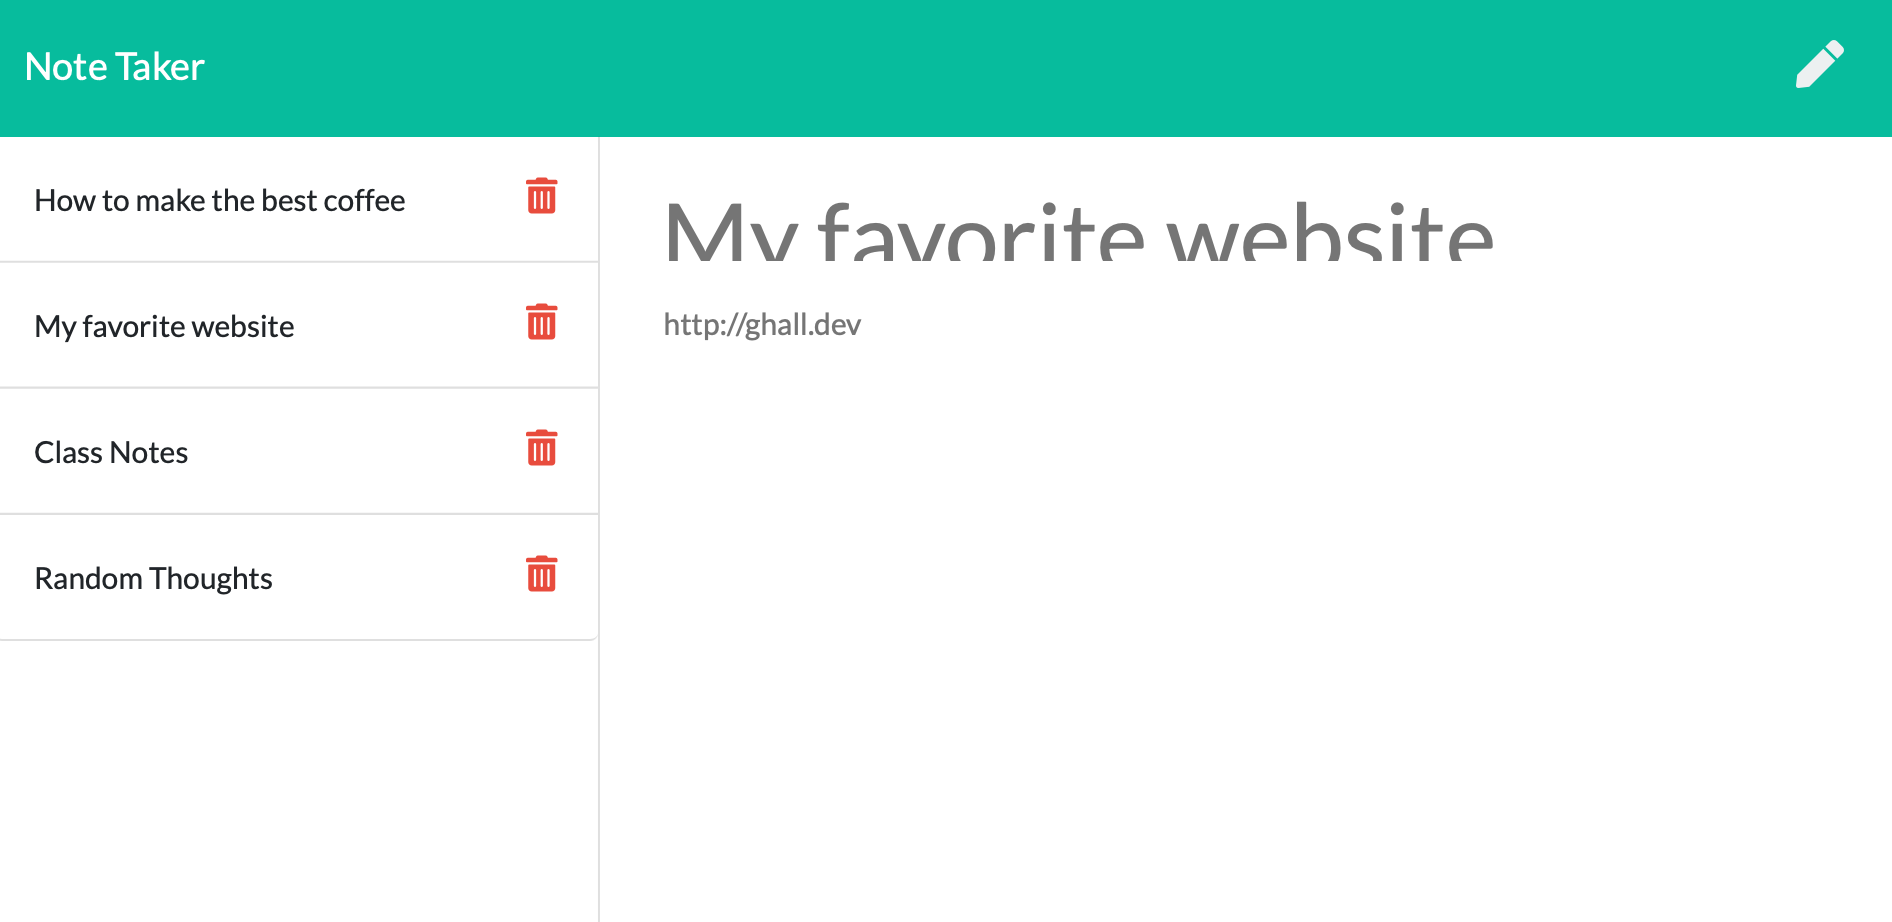 Note Taker
How to make the best coffee
My favorite website
Class Notes
Random Thoughts
My favorite website
http://ghall.dev